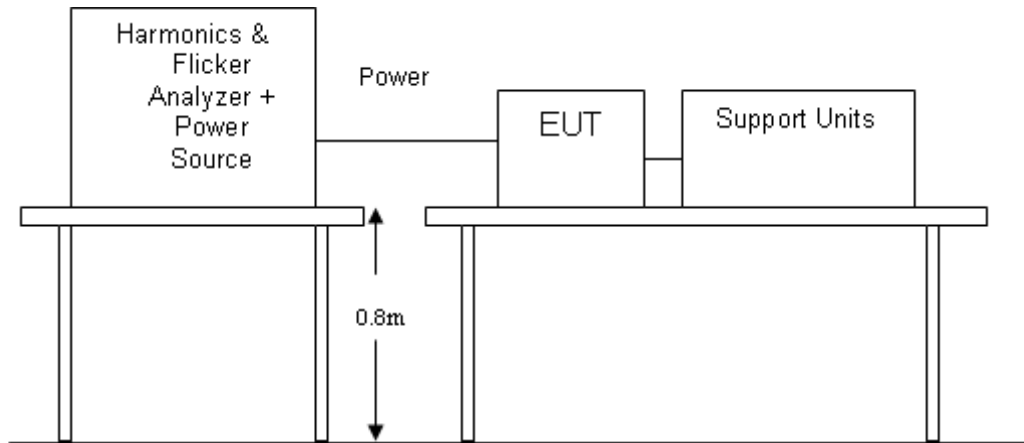 Harmonics &
Flicker
Analyzer +
Power
Source
Power
EUT
Support Units
0.8m